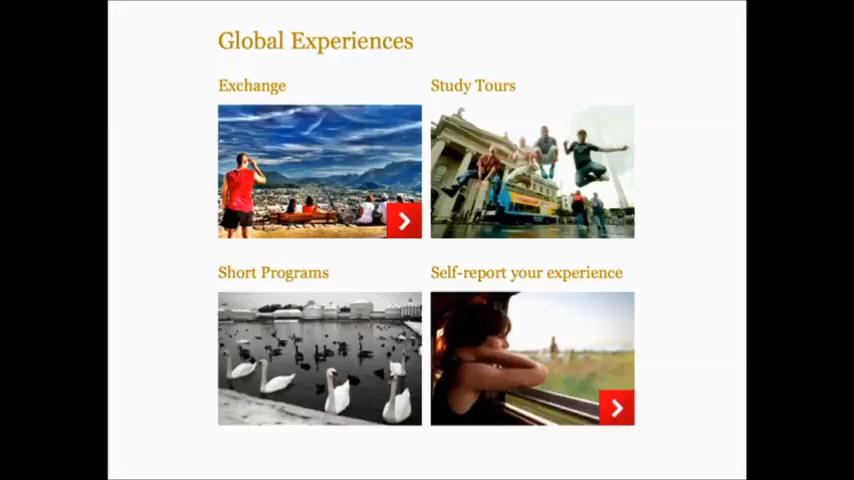 Global Experiences
Exchange
Study Tours
Short Programs
Self-report your experience